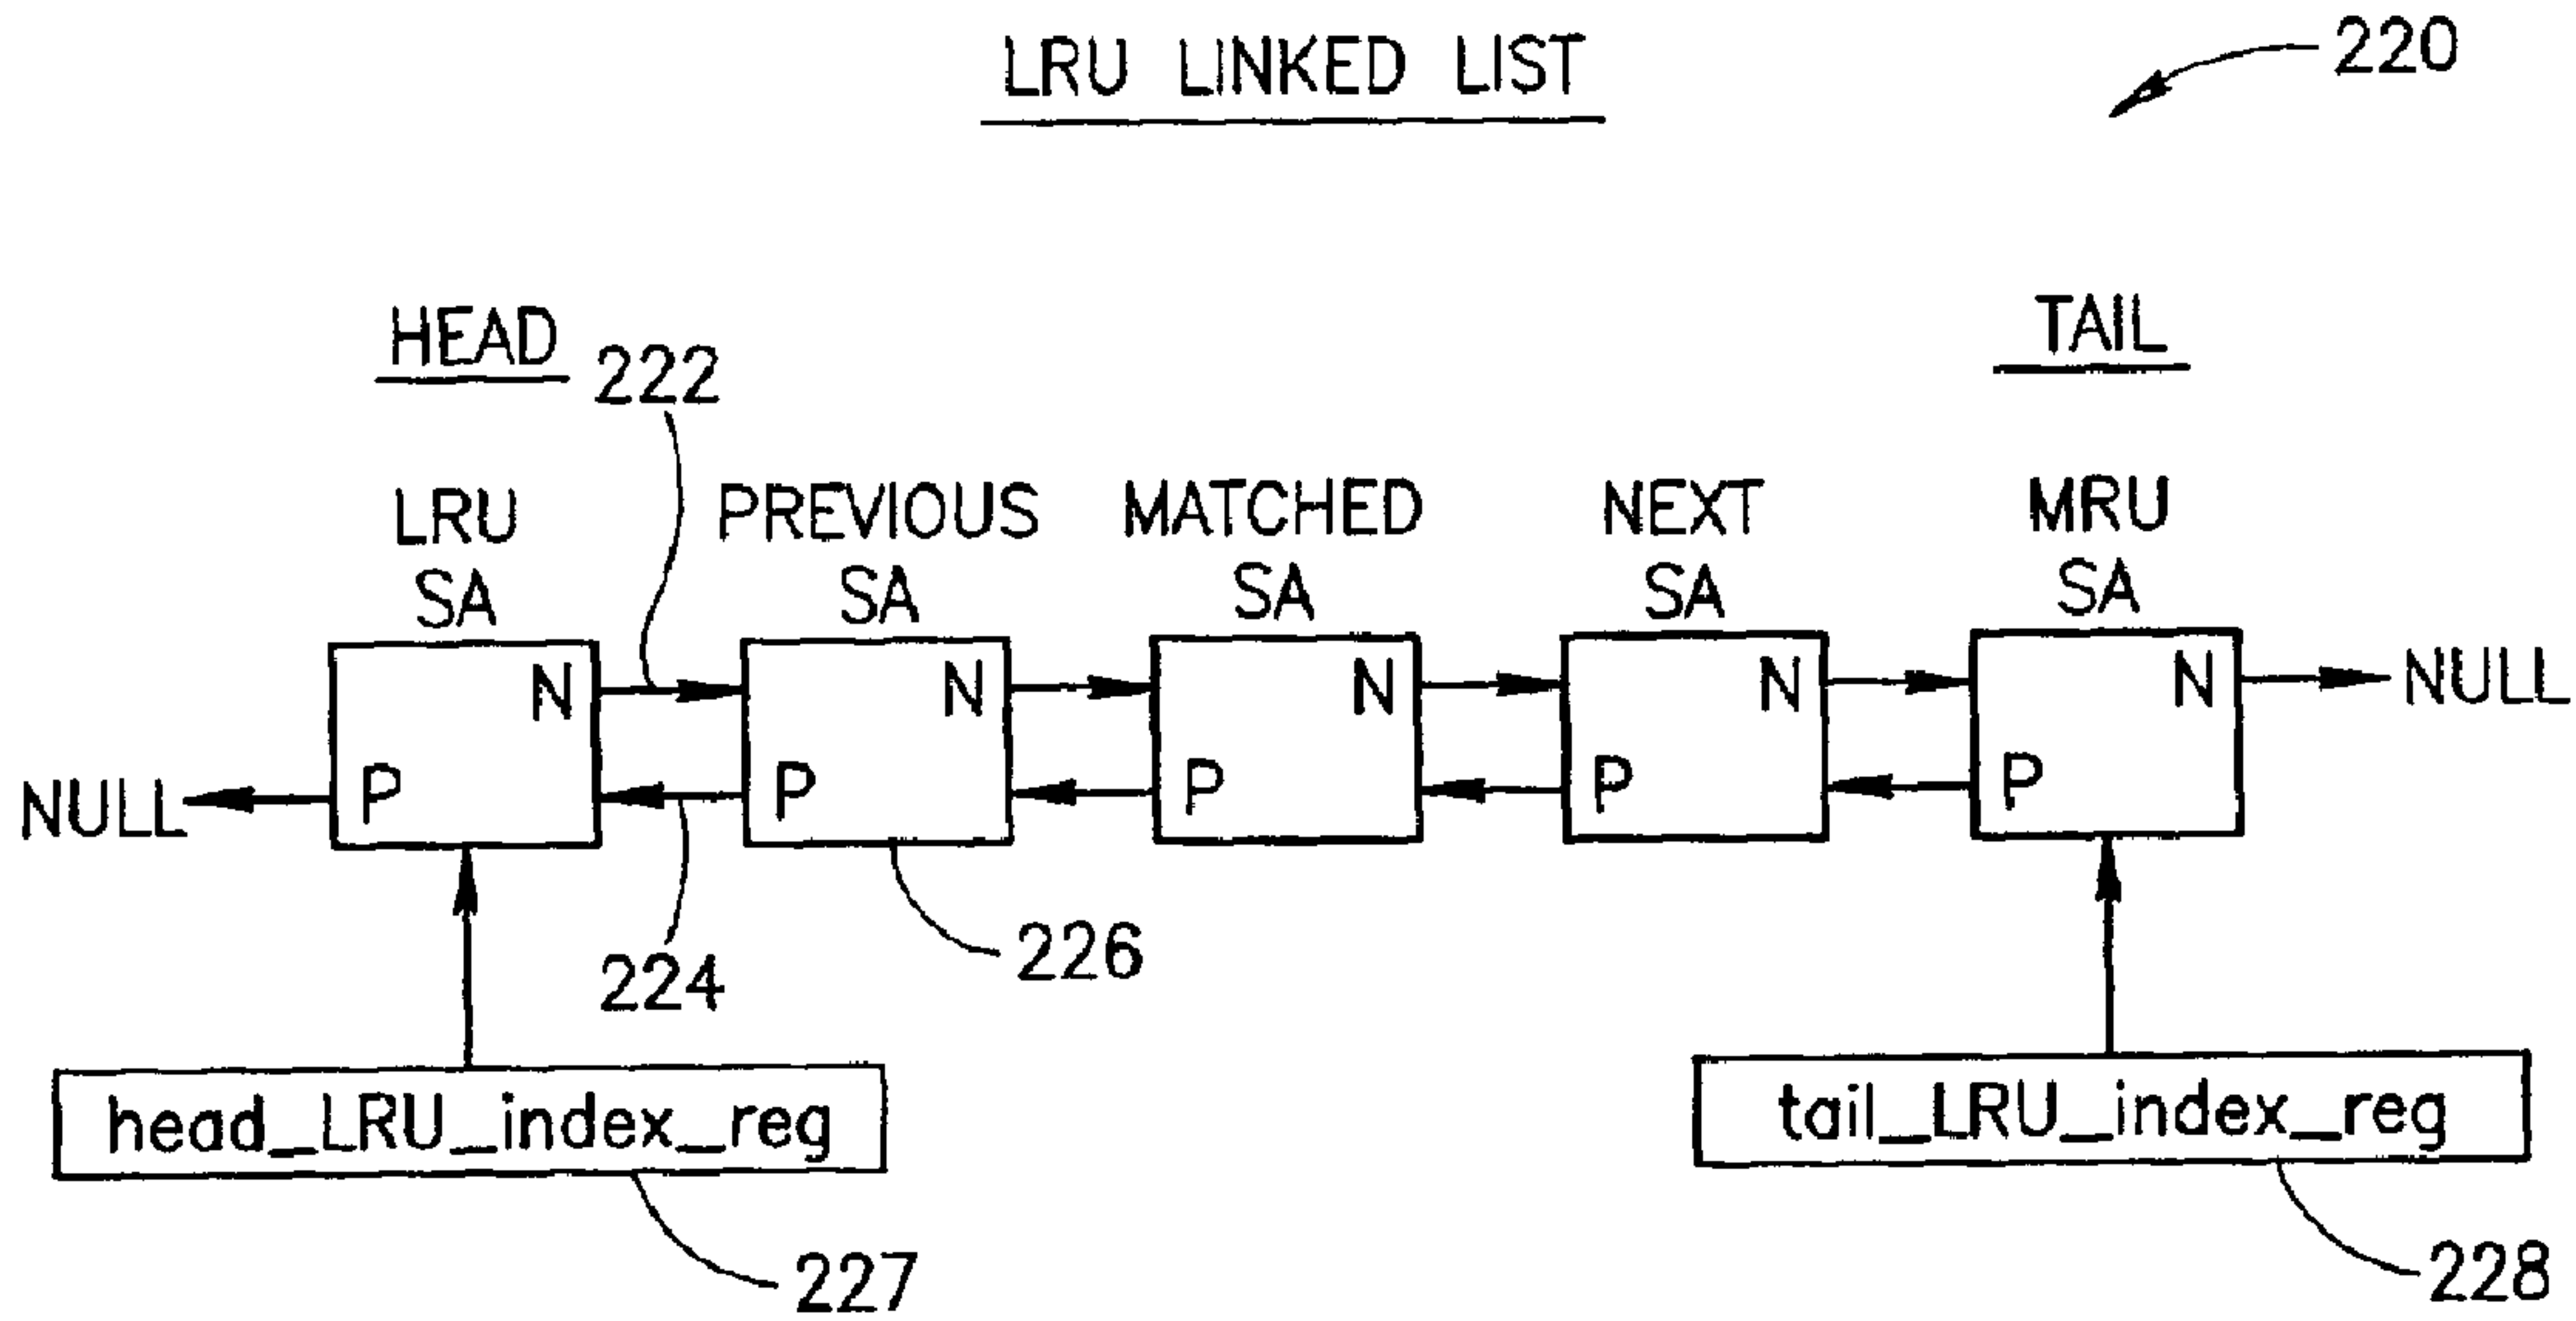 LRU LINKED LIST
220
HEAD
TAIL
222
LRU SA
PREVIOUS SA
MATCHED SA
NEXT SA
MRU SA
N
N
N
N
N
NULL
NULL
P
P
P
P
P
224
226
head_LRU_index_reg
tail_LRU_index_reg
227
228